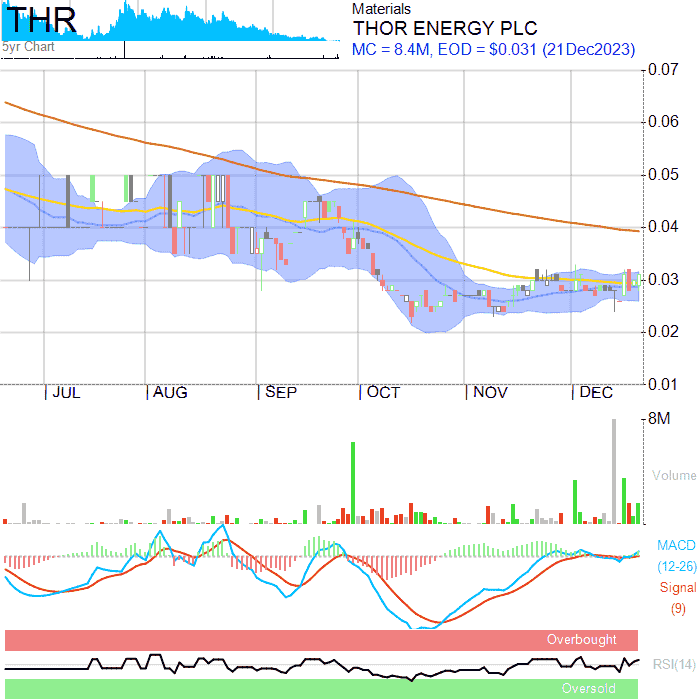 THR
5yr Chart
Materials
THOR ENERGY PLC
MC = 8.4M, EOD = $0.031 (21Dec2023)
0.07
0.06
0.05
0.04
0.03
0.02
0.01
JUL
AUG
SEP
OCT
NOV
DEC
8M
Volume
MACD
(12-26)
Signal
(9)
Overbought
RSI(14)
Oversold